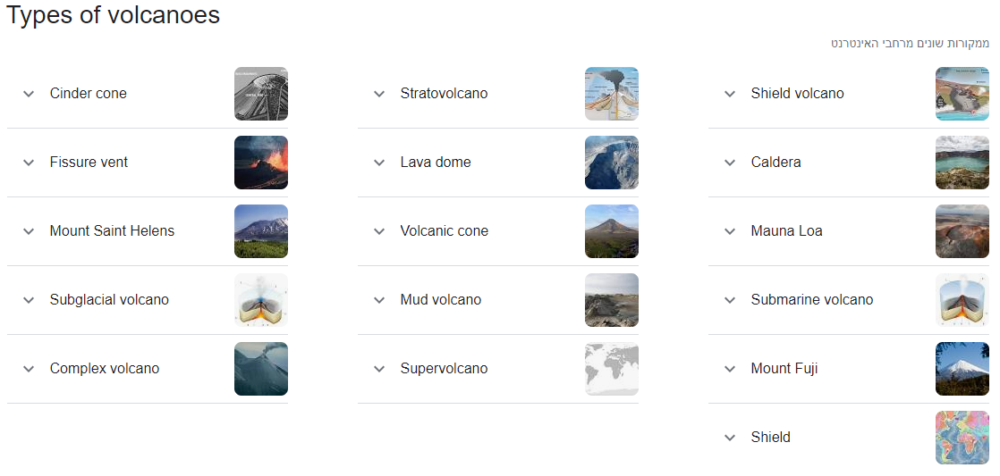 Types of volcanoes
ממקורות שונים מרחבי האינטרנט
Cinder cone
Stratovolcano
Shield volcano
Fissure vent
Lava dome
Caldera
Mount Saint Helens
Volcanic cone
Mauna Loa
Subglacial volcano
Mud volcano
Submarine volcano
Complex volcano
Supervolcano
Mount Fuji
Shield